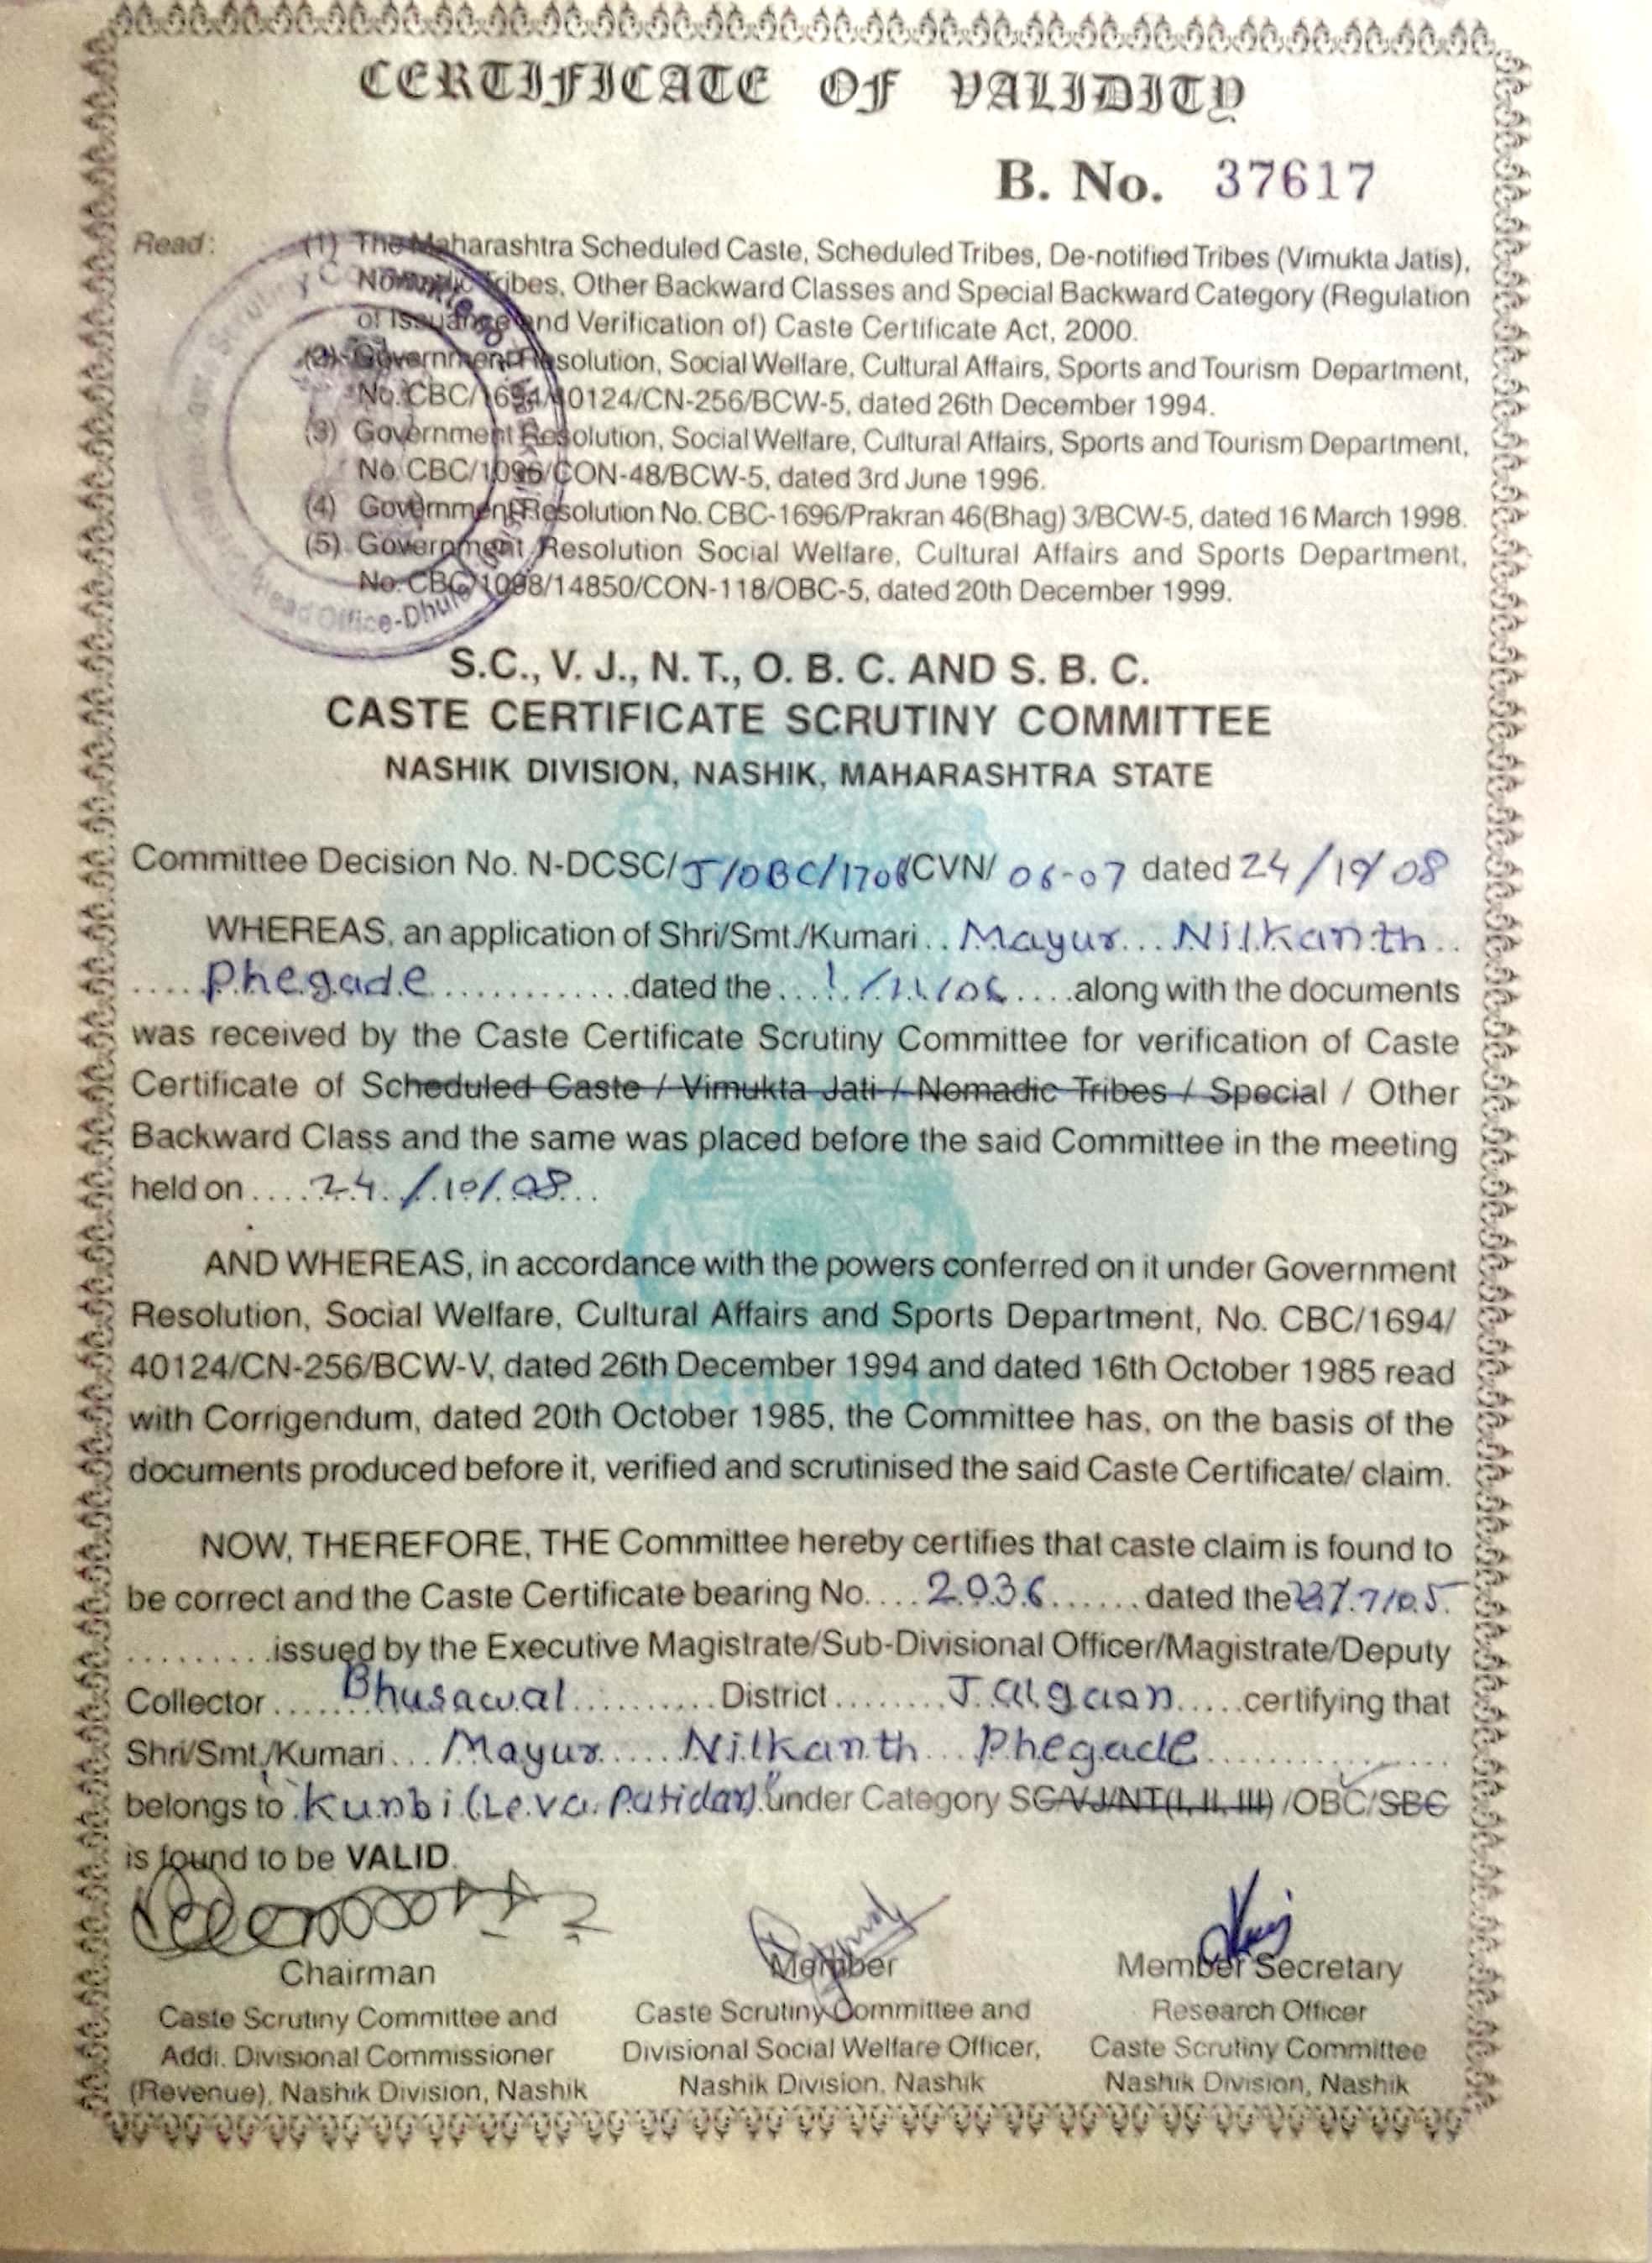 CERTIFICATE OF VALIDITY
B. No. 37617
Read: (1) The Maharashtra Scheduled Caste, Scheduled Tribes, De-notified Tribes (Vimukta Jatis),
Nomadic Tribes, Other Backward Classes and Special Backward Category (Regulation
of Issuance and Verification of) Caste Certificate Act, 2000.
(2) Government Resolution, Social Welfare, Cultural Affairs, Sports and Tourism Department,
No. CBC/1694/40124/CN-256/BCW-5, dated 26th December 1994.
(3) Government Resolution, Social Welfare, Cultural Affairs, Sports and Tourism Department,
No. CBC/1096/CON-48/BCW-5, dated 3rd June 1996.
(4) Government Resolution No. CBC-1696/Prakran 46(Bhag) 3/BCW-5, dated 16 March 1998.
(5) Government Resolution Social Welfare, Cultural Affairs and Sports Department,
No. CBC/1098/14850/CON-118/OBC-5, dated 20th December 1999.
Head Office-Dhule
S.C., V. J., N. T., O. B. C. AND S. B. C.
CASTE CERTIFICATE SCRUTINY COMMITTEE
NASHIK DIVISION, NASHIK, MAHARASHTRA STATE
Committee Decision No. N-DCSC/J/OBC/1708/CVN/ 06-07 dated 24/10/08
WHEREAS, an application of Shri/Smt./Kumari.. Mayur... Nilkanth..
....Phegade.............dated the.........along with the documents
was received by the Caste Certificate Scrutiny Committee for verification of Caste
Certificate of Scheduled Caste / Vimukta Jati / Nomadic Tribes / Special / Other
Backward Class and the same was placed before the said Committee in the meeting
held on....24./10/.08...
AND WHEREAS, in accordance with the powers conferred on it under Government
Resolution, Social Welfare, Cultural Affairs and Sports Department, No. CBC/1694/
40124/CN-256/BCW-V, dated 26th December 1994 and dated 16th October 1985 read
with Corrigendum, dated 20th October 1985, the Committee has, on the basis of the
documents produced before it, verified and scrutinised the said Caste Certificate/ claim.
NOW, THEREFORE, THE Committee hereby certifies that caste claim is found to
be correct and the Caste Certificate bearing No....2036......dated the
.........issued by the Executive Magistrate/Sub-Divisional Officer/Magistrate/Deputy
Collector......Bhusawal..........District.......Jalgaon.....certifying that
Shri/Smt./Kumari...Mayur.....Nilkanth...Phegade..............
belongs to "Kunbi (Leva Patidar)" under Category SC/VJ/NT(I, II, III) /OBC/SBC
is found to be VALID.
Chairman
Caste Scrutiny Committee and
Addi. Divisional Commissioner
(Revenue), Nashik Division, Nashik
Member
Caste Scrutiny Committee and
Divisional Social Welfare Officer,
Nashik Division, Nashik
Member Secretary
Research Officer
Caste Scrutiny Committee
Nashik Division, Nashik